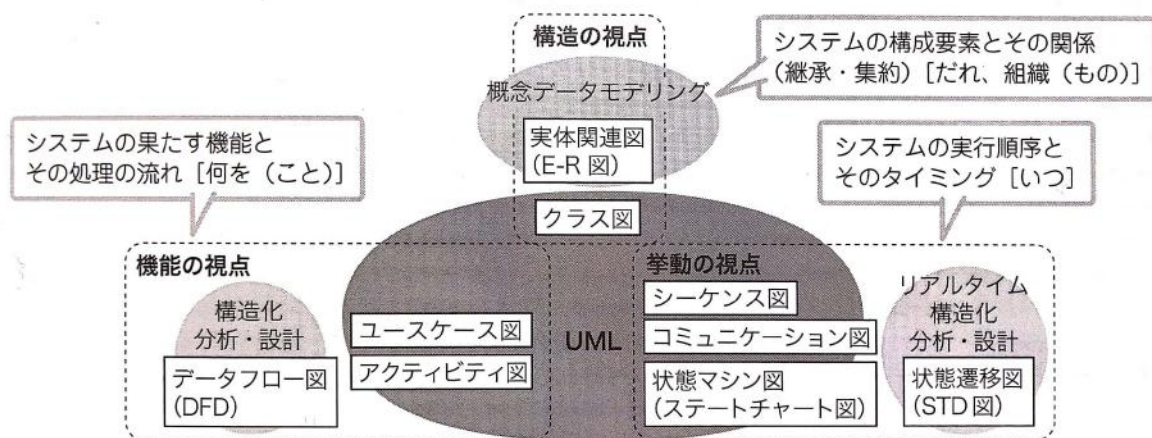 構造の視点
システムの構成要素とその関係
(継承・集約)[だれ、組織(もの)]
概念データモデリング
実体関連図
(E-R 図)
システムの果たす機能と
その処理の流れ[何を(こと)]
システムの実行順序と
そのタイミング[いつ]
クラス図
機能の視点
構造化
分析・設計
データフロー図
(DFD)
ユースケース図
アクティビティ図
UML
挙動の視点
シーケンス図
コミュニケーション図
状態マシン図
(ステートチャート図)
リアルタイム
構造化
分析・設計
状態遷移図
(STD 図)